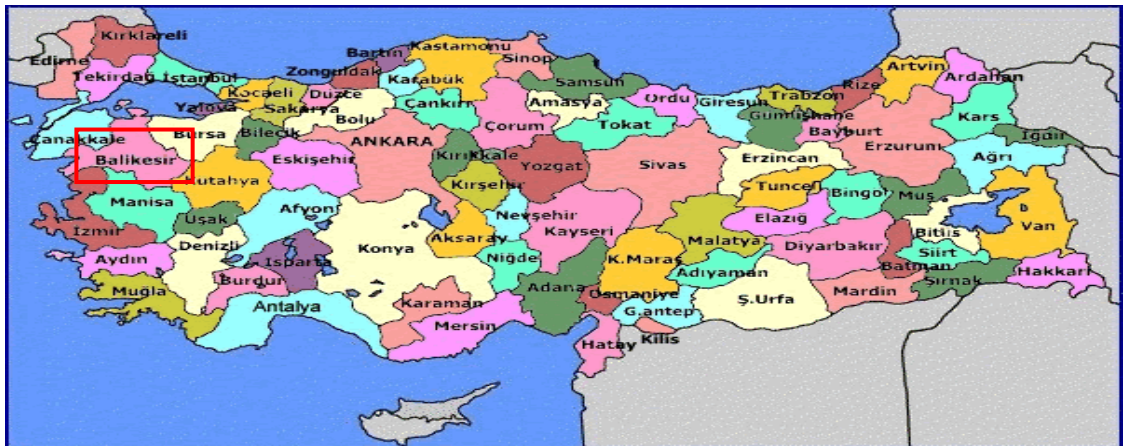 Kırklareli
Edirne
Tekirdağ
İstanbul
Kocaeli
Yalova
Sakarya
Düzce
Zonguldak
Bartın
Karabük
Kastamonu
Sinop
Samsun
Çankırı
Bolu
Amasya
Ordu
Giresun
Trabzon
Rize
Artvin
Ardahan
Çanakkale
Bursa
Bilecik
ANKARA
Çorum
Tokat
Gümüşhane
Bayburt
Kars
Iğdır
Balikesir
Kutahya
Eskişehir
Kırıkkale
Yozgat
Sivas
Erzincan
Erzurum
Ağrı
Manisa
Uşak
Afyon
Kırşehir
Nevşehir
Kayseri
Malatya
Tunceli
Elazığ
Bingöl
Muş
Bitlis
Van
İzmir
Aydın
Denizli
Isparta
Konya
Aksaray
Niğde
K.Maraş
Adıyaman
Diyarbakır
Batman
Siirt
Şırnak
Hakkari
Muğla
Burdur
Antalya
Karaman
Mersin
Adana
Osmaniye
G.antep
Ş.Urfa
Mardin
Hatay
Kilis